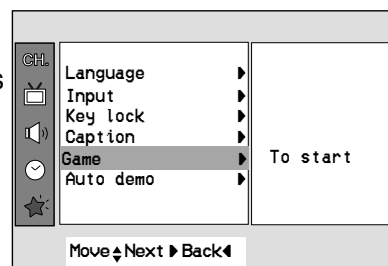 s
CH.
Language ▶
Input ▶
Key lock ▶
Caption ▶
Game ▶
Auto demo ▶
To start
Move ▲▼ Next ▶ Back ◀